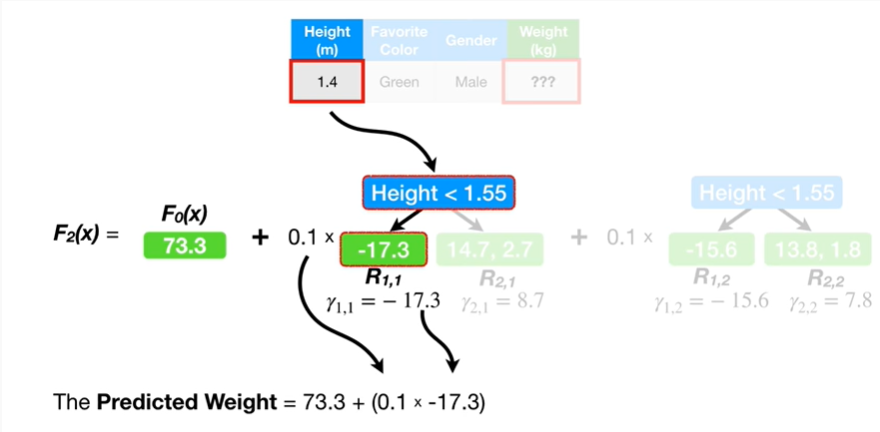 Height (m) Favorite Color Gender Weight (kg)
1.4 Green Male ???
Height < 1.55 Height < 1.55
F₀(x)
F₂(x) = 73.3 + 0.1 × -17.3 14.7, 2.7 + 0.1 × -15.6 13.8, 1.8
R₁,₁ R₂,₁ R₁,₂ R₂,₂
γ₁,₁ = − 17.3 γ₂,₁ = 8.7 γ₁,₂ = − 15.6 γ₂,₂ = 7.8
The Predicted Weight = 73.3 + (0.1 × -17.3)